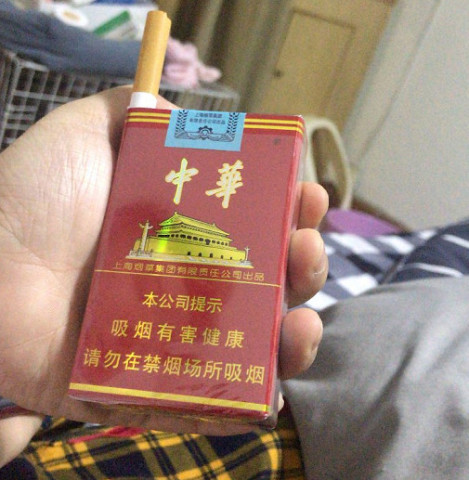 中華
上海烟草集团有限责任公司出品
本公司提示
吸烟有害健康
请勿在禁烟场所吸烟